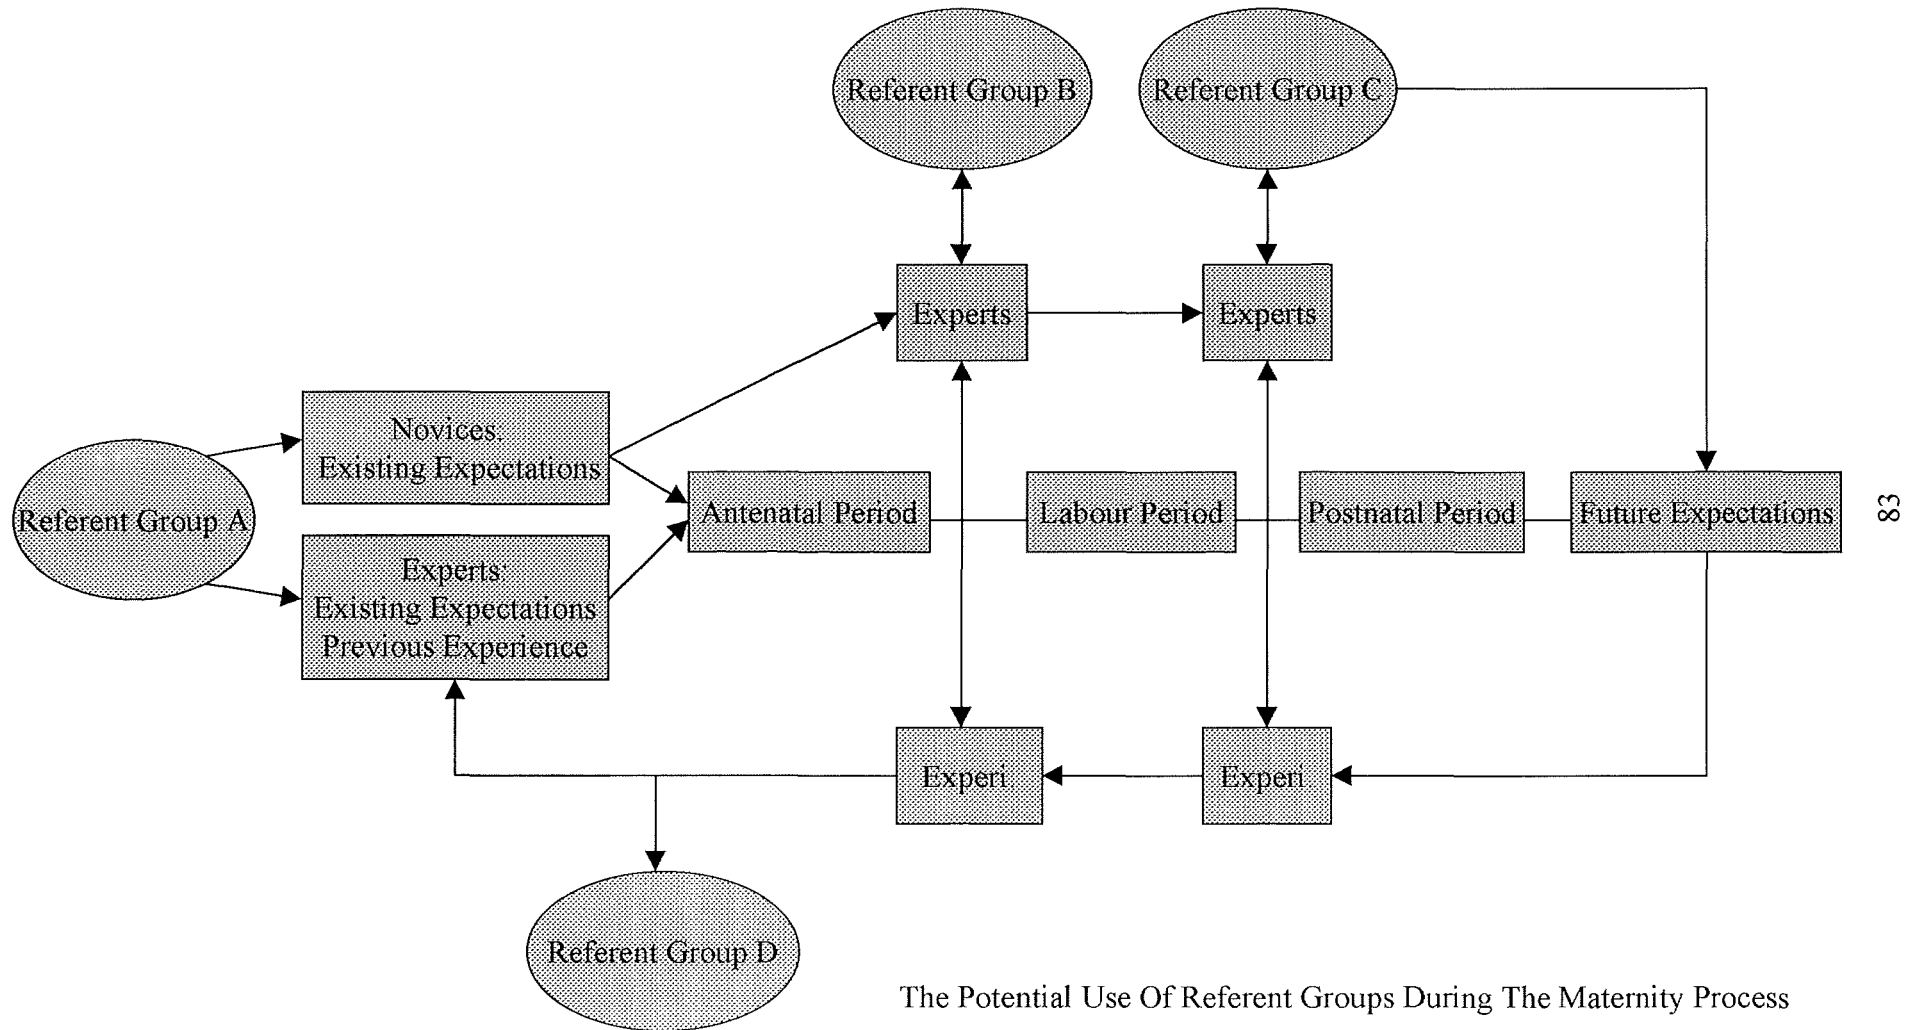 Referent Group B
Referent Group C
Experts
Experts
Novices.
Existing Expectations
Referent Group A
Antenatal Period
Labour Period
Postnatal Period
Future Expectations
83
Experts:
Existing Expectations
Previous Experience
Experi
Experi
Referent Group D
The Potential Use Of Referent Groups During The Maternity Process